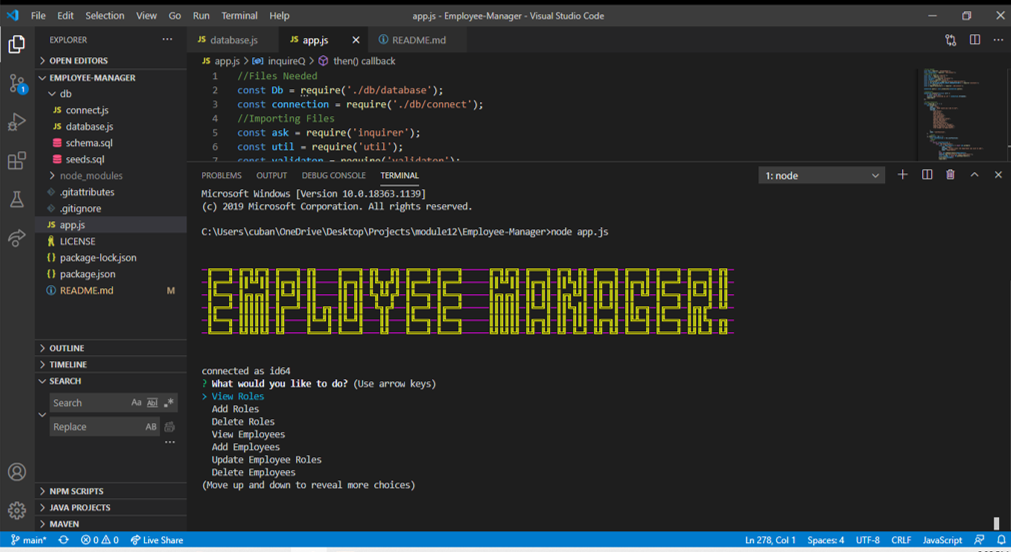 File Edit Selection View Go Run Terminal Help app.js - Employee-Manager - Visual Studio Code
EXPLORER
OPEN EDITORS
EMPLOYEE-MANAGER
db
JS connect.js
JS database.js
schema.sql
seeds.sql
node_modules
.gitattributes
.gitignore
JS app.js
LICENSE
{} package-lock.json
{} package.json
README.md M
OUTLINE
TIMELINE
SEARCH
Search Aa Abl .*
Replace AB
...
NPM SCRIPTS
JAVA PROJECTS
MAVEN
1
JS database.js JS app.js README.md
JS app.js > inquireQ > then() callback
1 //Files Needed
2 const Db = require('./db/database');
3 const connection = require('./db/connect');
4 //Importing Files
5 const ask = require('inquirer');
6 const util = require('util');
7 const validator = require('validator');
PROBLEMS OUTPUT DEBUG CONSOLE TERMINAL 1: node
Microsoft Windows [Version 10.0.18363.1139]
(c) 2019 Microsoft Corporation. All rights reserved.
C:\Users\cuban\OneDrive\Desktop\Projects\module12\Employee-Manager>node app.js
EMPLOYEE MANAGER!
connected as id64
? What would you like to do? (Use arrow keys)
> View Roles
Add Roles
Delete Roles
View Employees
Add Employees
Update Employee Roles
Delete Employees
(Move up and down to reveal more choices)
main* 0 0 Live Share Ln 278, Col 1 Spaces: 4 UTF-8 CRLF JavaScript